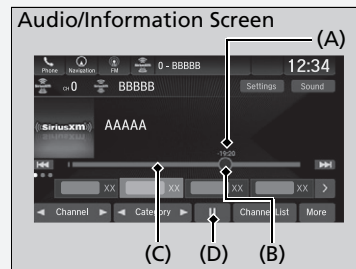 Audio/Information Screen
(A)
Phone Navigation FM 0 - BBBBB 12:34
CH 0 BBBBB Settings Sound
((SiriusXM)) AAAAA
-19:20
XX XX XX XX
Channel Category Channel List More
(C) (D) (B)